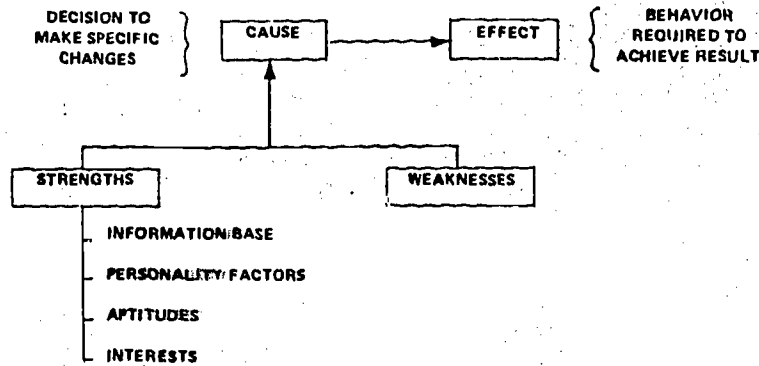 DECISION TO
MAKE SPECIFIC
CHANGES
CAUSE
EFFECT
BEHAVIOR
REQUIRED TO
ACHIEVE RESULT
STRENGTHS
WEAKNESSES
INFORMATION BASE
PERSONALITY FACTORS
APTITUDES
INTERESTS